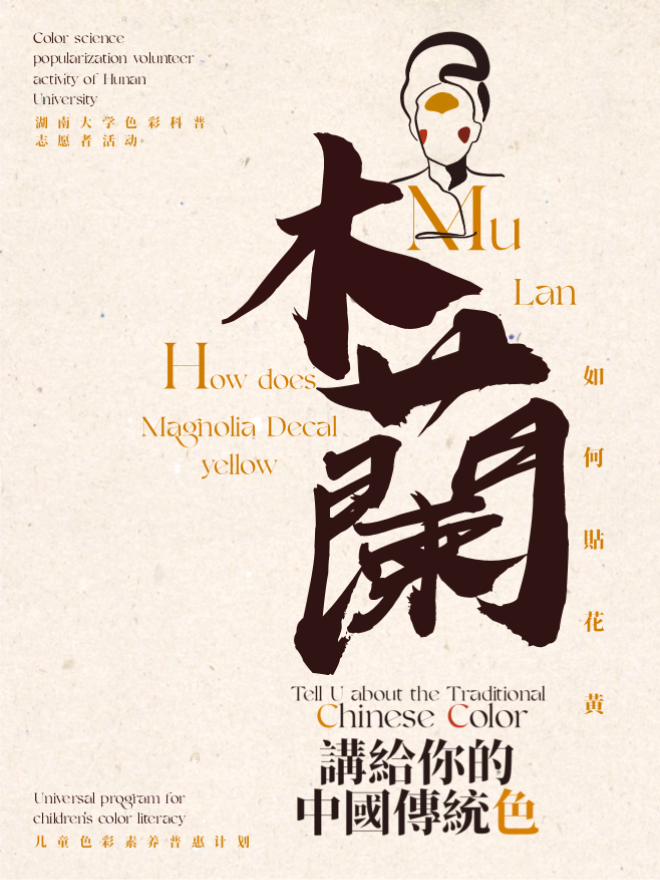 Color science
popularization volunteer
activity of Hunan
University
湖南大学色彩科普
志愿者活动
木蘭
Mu
Lan
How does
Magnolia Decal
yellow
如何貼花黃
Tell U about the Traditional
Chinese Color
講給你的
中國傳統色
Universal program for
children's color literacy
儿童色彩素养普惠计划